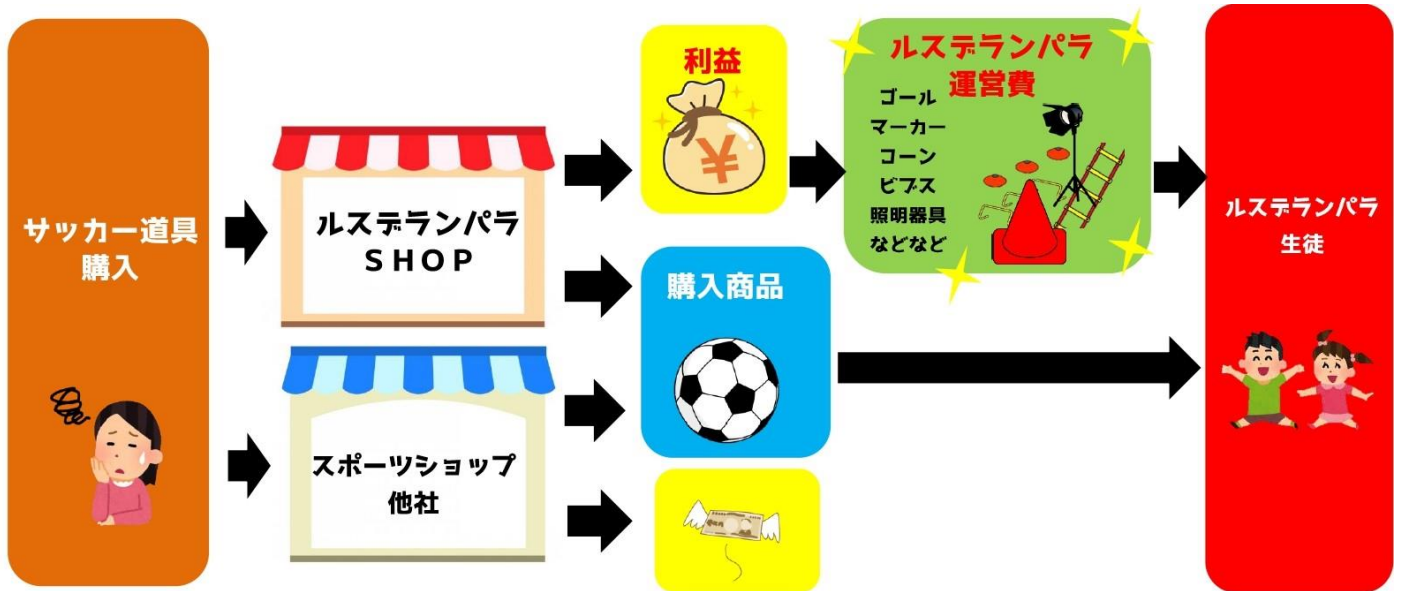 サッカー道具
購入
ルスデランパラ
SHOP
スポーツショップ
他社
利益
¥
購入商品
ルスデランパラ
運営費
ゴール
マーカー
コーン
ビブス
照明器具
などなど
ルスデランパラ
生徒